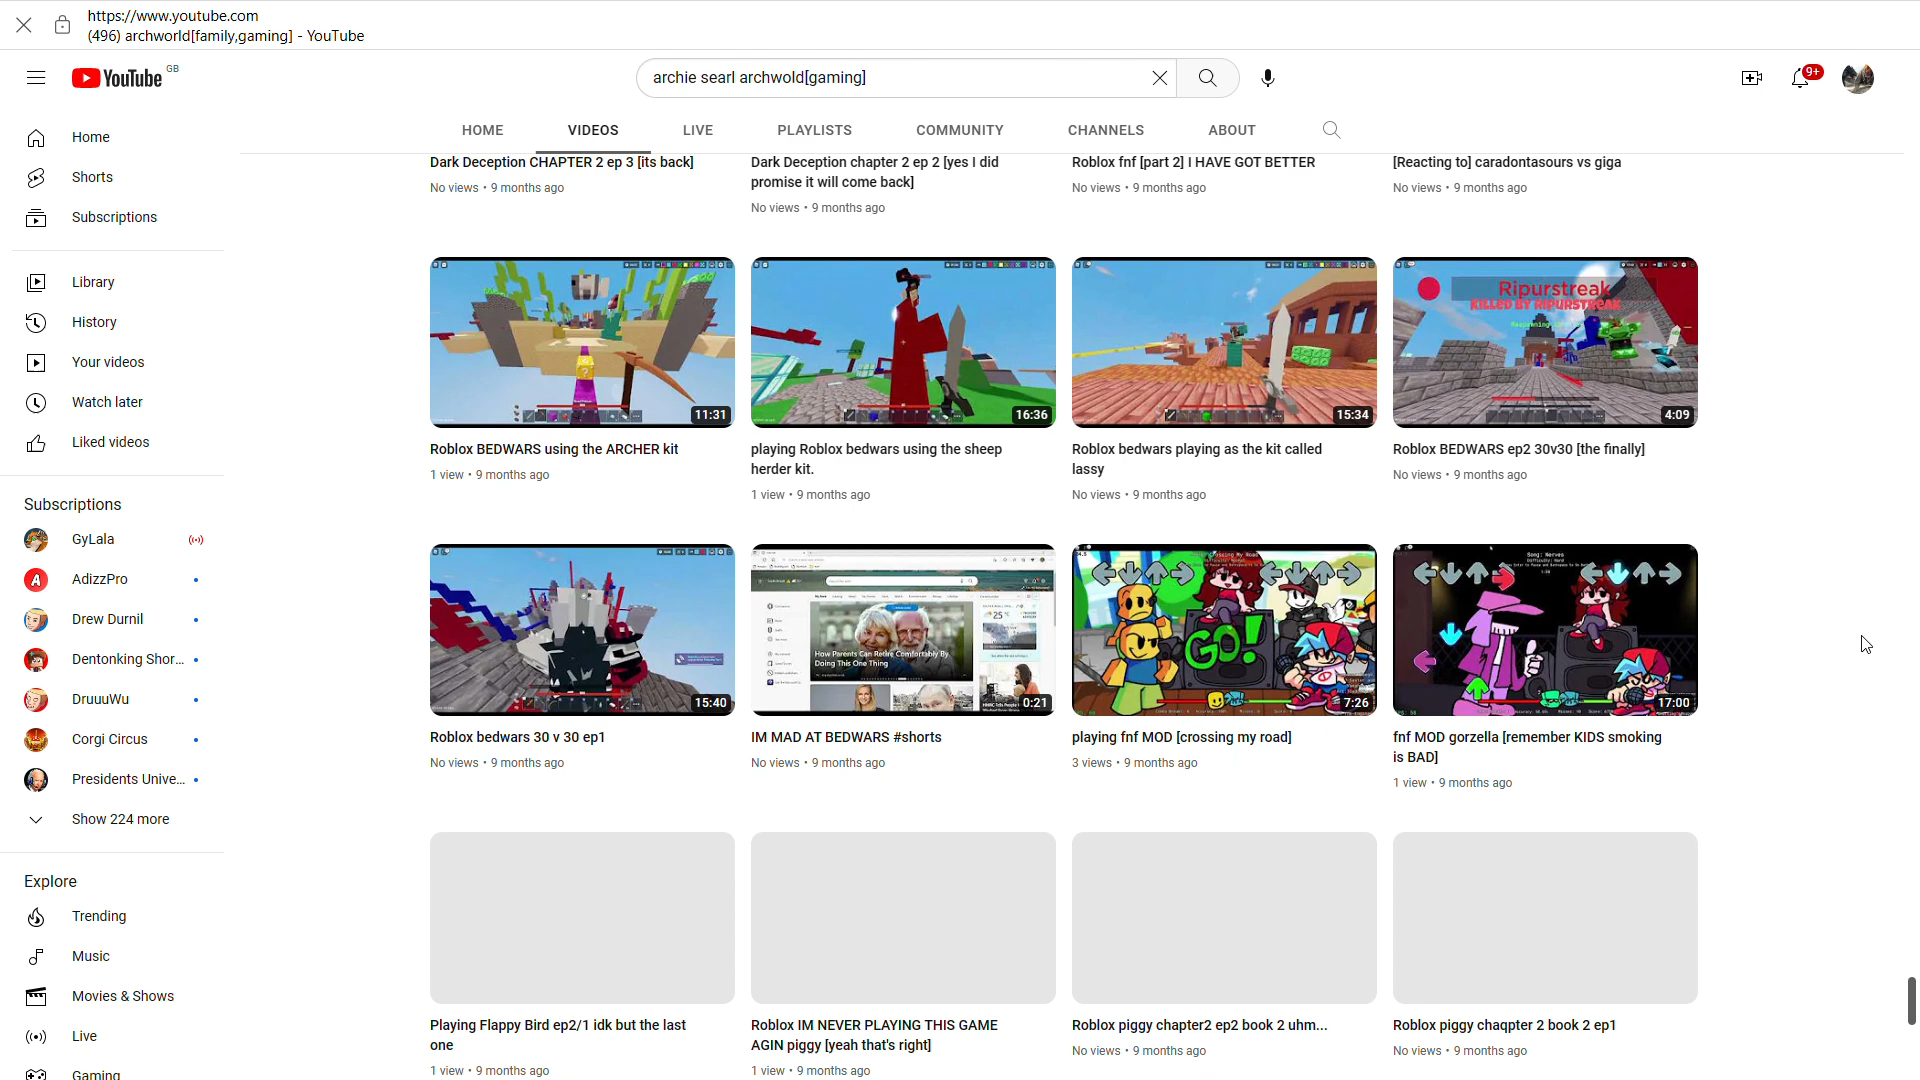 https://www.youtube.com
(496) archworld[family,gaming] - YouTube
YouTube GB
archie searl archwold[gaming]
9+
HOME VIDEOS LIVE PLAYLISTS COMMUNITY CHANNELS ABOUT
Home
Shorts
Subscriptions
Library
History
Your videos
Watch later
Liked videos
Subscriptions
GyLala
AdizzPro
Drew Durnil
Dentonking Shor...
DruuuWu
Corgi Circus
Presidents Unive...
Show 224 more
Explore
Trending
Music
Movies & Shows
Live
Gaming
Dark Deception CHAPTER 2 ep 3 [its back]
No views • 9 months ago
Dark Deception chapter 2 ep 2 [yes I did
promise it will come back]
No views • 9 months ago
Roblox fnf [part 2] I HAVE GOT BETTER
No views • 9 months ago
[Reacting to] caradontasours vs giga
No views • 9 months ago
11:31
Roblox BEDWARS using the ARCHER kit
1 view • 9 months ago
16:36
playing Roblox bedwars using the sheep
herder kit.
1 view • 9 months ago
15:34
Roblox bedwars playing as the kit called
lassy
No views • 9 months ago
Ripurstreak
KILLED BY RIPURSTREAK
4:09
Roblox BEDWARS ep2 30v30 [the finally]
No views • 9 months ago
15:40
Roblox bedwars 30 v 30 ep1
No views • 9 months ago
25
How Parents Can Retire Comfortably By
Doing This One Thing
0:21
IM MAD AT BEDWARS #shorts
No views • 9 months ago
GO!
7:26
playing fnf MOD [crossing my road]
3 views • 9 months ago
17:00
fnf MOD gorzella [remember KIDS smoking
is BAD]
1 view • 9 months ago
Playing Flappy Bird ep2/1 idk but the last
one
1 view • 9 months ago
Roblox IM NEVER PLAYING THIS GAME
AGIN piggy [yeah that's right]
1 view • 9 months ago
Roblox piggy chapter2 ep2 book 2 uhm...
No views • 9 months ago
Roblox piggy chaqpter 2 book 2 ep1
No views • 9 months ago